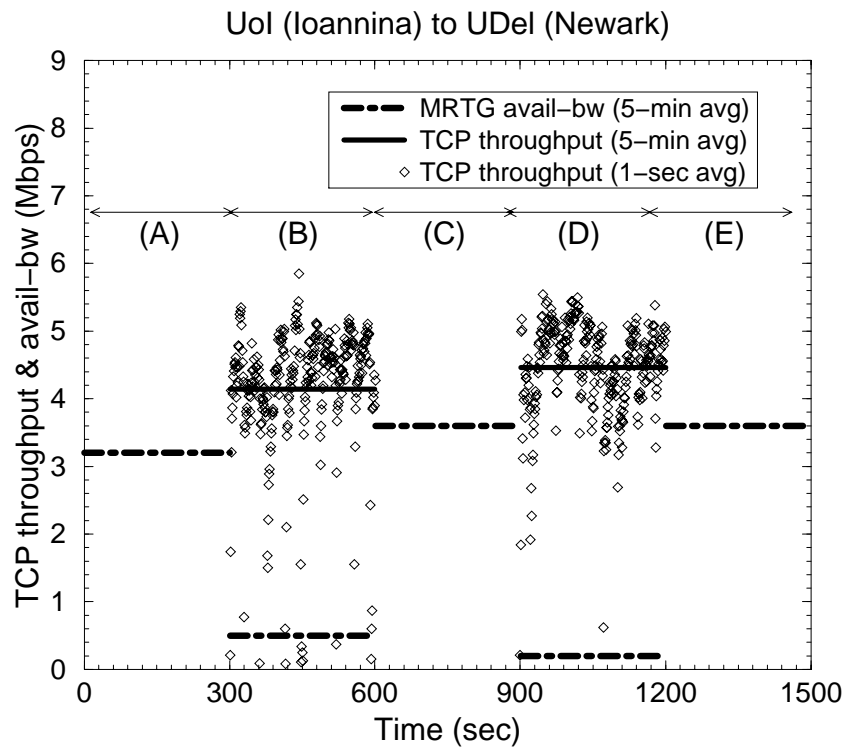 UoI (Ioannina) to UDel (Newark)
9
8
7
6
5
4
3
2
1
0
TCP throughput & avail−bw (Mbps)
MRTG avail−bw (5−min avg)
TCP throughput (5−min avg)
TCP throughput (1−sec avg)
(A) (B) (C) (D) (E)
0 300 600 900 1200 1500
Time (sec)